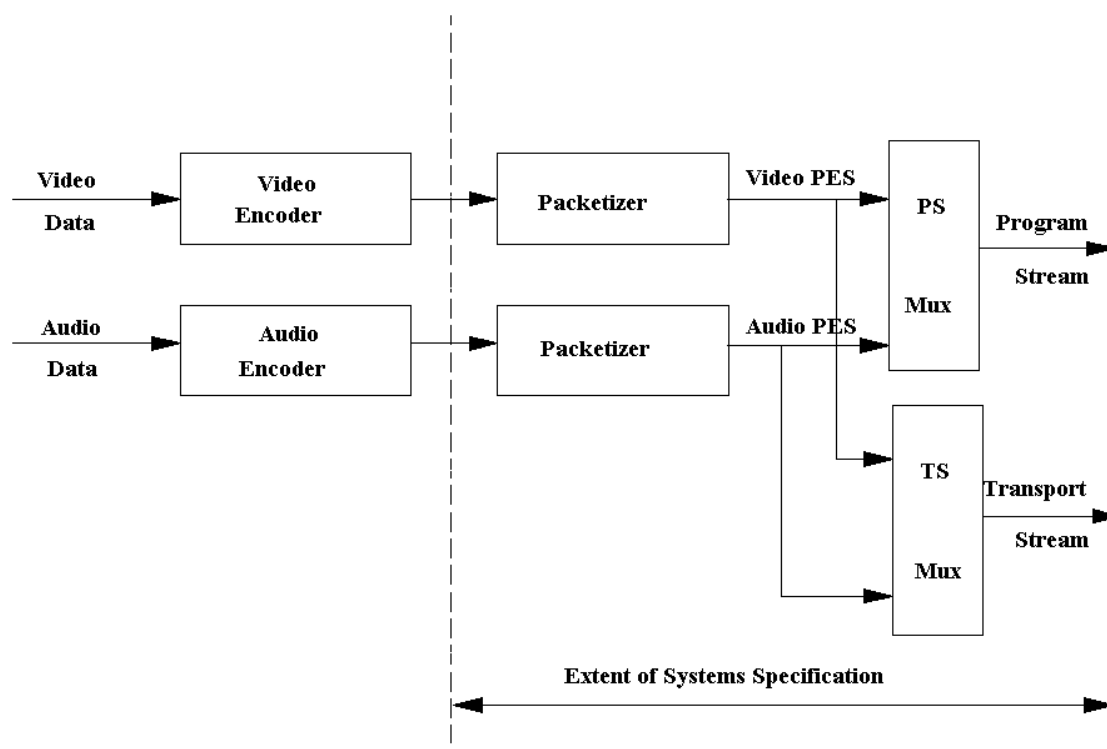 Video
Data
Video
Encoder
Packetizer
Video PES
PS
Mux
Program
Stream
Audio
Data
Audio
Encoder
Packetizer
Audio PES
TS
Mux
Transport
Stream
Extent of Systems Specification